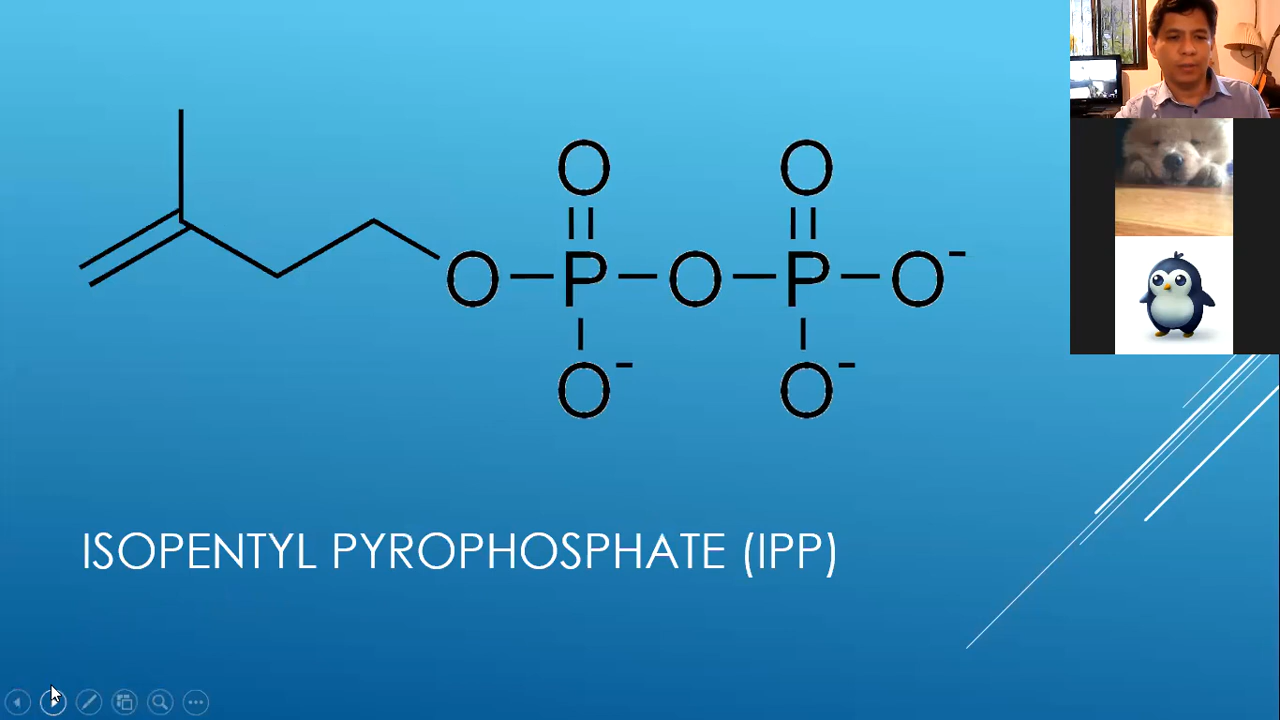 O O
O P O P O-
O- O-
ISOPENTYL PYROPHOSPHATE (IPP)